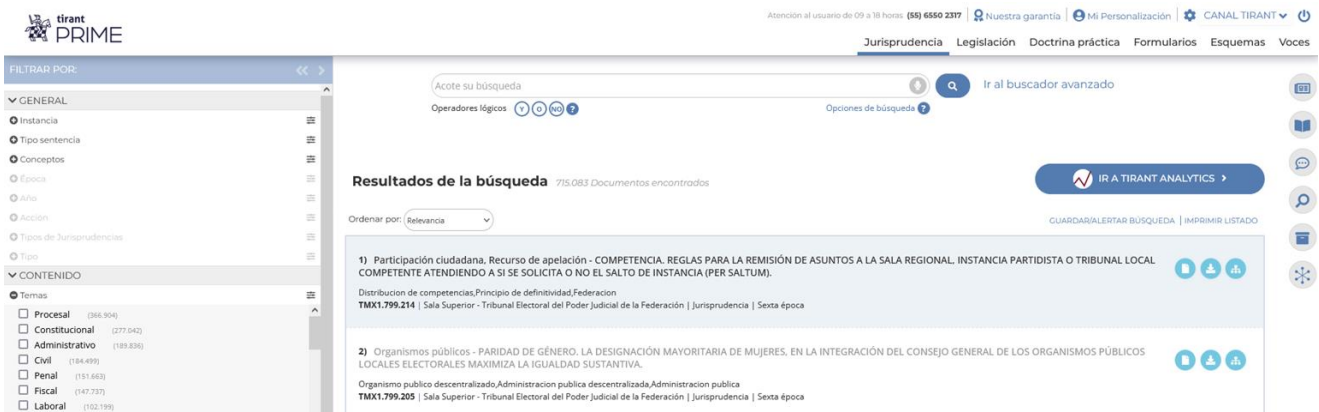 tirant
PRIME
Atención al usuario de 09 a 18 horas (55) 6550 2317 Nuestra garantía Mi Personalización CANAL TIRANT
Jurisprudencia Legislación Doctrina práctica Formularios Esquemas Voces
FILTRAR POR:
GENERAL
Instancia
Tipo sentencia
Conceptos
Época
Año
Acción
Tipos de Jurisprudencias
Tipo
CONTENIDO
Temas
Procesal (366.904)
Constitucional (277.042)
Administrativo (189.836)
Civil (184.499)
Penal (151.663)
Fiscal (147.737)
Laboral (102.199)
Acote su búsqueda
Ir al buscador avanzado
Operadores lógicos Y O NO ? Opciones de búsqueda ?
Resultados de la búsqueda 715.083 Documentos encontrados
IR A TIRANT ANALYTICS >
Ordenar por: Relevancia
GUARDAR/ALERTAR BÚSQUEDA | IMPRIMIR LISTADO
1) Participación ciudadana, Recurso de apelación - COMPETENCIA. REGLAS PARA LA REMISIÓN DE ASUNTOS A LA SALA REGIONAL, INSTANCIA PARTIDISTA O TRIBUNAL LOCAL
COMPETENTE ATENDIENDO A SI SE SOLICITA O NO EL SALTO DE INSTANCIA (PER SALTUM).
Distribucion de competencias,Principio de definitividad,Federacion
TMX1.799.214 | Sala Superior - Tribunal Electoral del Poder Judicial de la Federación | Jurisprudencia | Sexta época
2) Organismos públicos - PARIDAD DE GÉNERO. LA DESIGNACIÓN MAYORITARIA DE MUJERES, EN LA INTEGRACIÓN DEL CONSEJO GENERAL DE LOS ORGANISMOS PÚBLICOS
LOCALES ELECTORALES MAXIMIZA LA IGUALDAD SUSTANTIVA.
Organismo publico descentralizado,Administracion publica descentralizada,Administracion publica
TMX1.799.205 | Sala Superior - Tribunal Electoral del Poder Judicial de la Federación | Jurisprudencia | Sexta época